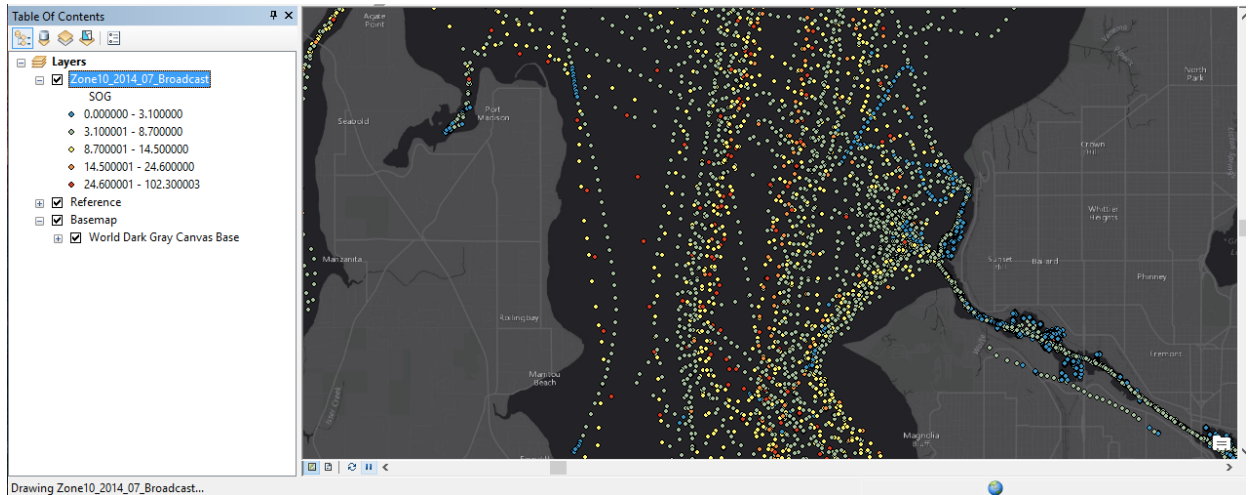 Table Of Contents
Layers
Zone10_2014_07_Broadcast
SOG
0.000000 - 3.100000
3.100001 - 8.700000
8.700001 - 14.500000
14.500001 - 24.600000
24.600001 - 102.300003
Reference
Basemap
World Dark Gray Canvas Base
Agate
Point
North
Park
Port
Madison
Seabold
Crown
Hill
Whittier
Heights
Manzanita
Sunset
Hill
Ballard
Phinney
Rollingbay
Fremont
Manitou
Beach
Magnolia
Bluff
Drawing Zone10_2014_07_Broadcast...